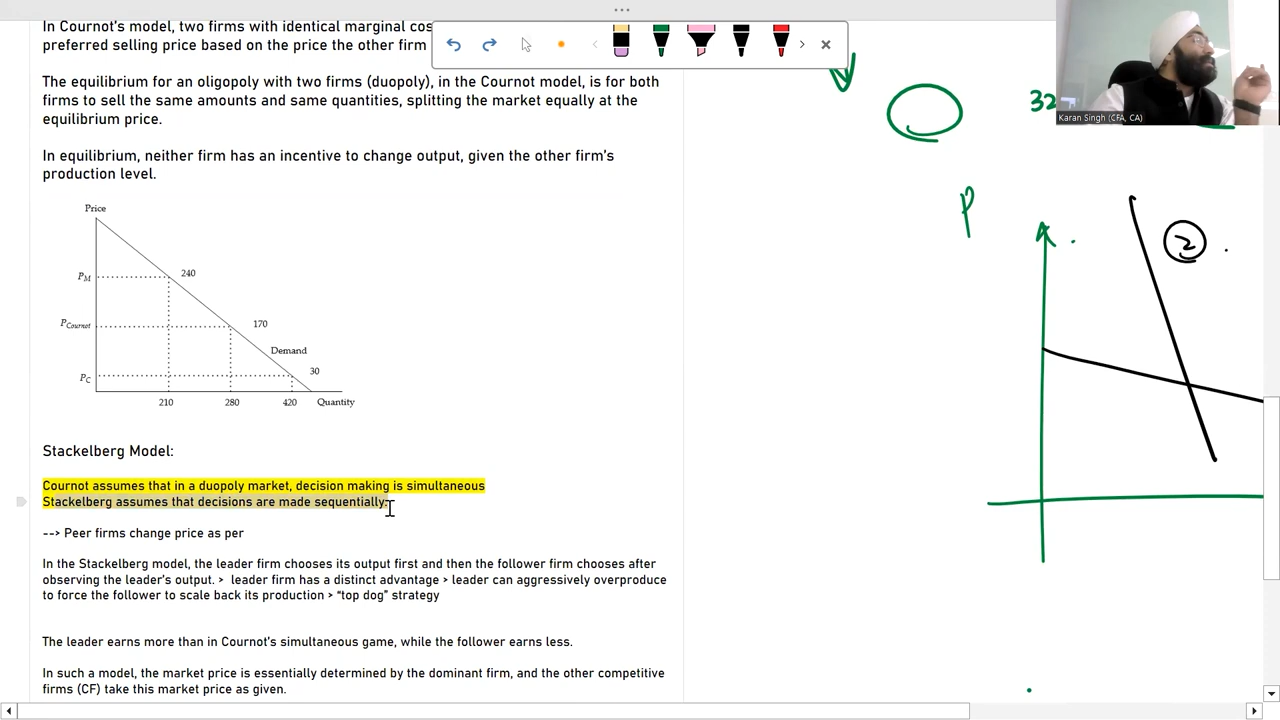 In Cournot's model, two firms with identical marginal cos
preferred selling price based on the price the other firm
The equilibrium for an oligopoly with two firms (duopoly), in the Cournot model, is for both
firms to sell the same amounts and same quantities, splitting the market equally at the
equilibrium price.
In equilibrium, neither firm has an incentive to change output, given the other firm's
production level.
Price
P_M
240
P_Cournot
170
Demand
P_C
30
210 280 420 Quantity
Stackelberg Model:
Cournot assumes that in a duopoly market, decision making is simultaneous
Stackelberg assumes that decisions are made sequentially.
--> Peer firms change price as per
In the Stackelberg model, the leader firm chooses its output first and then the follower firm chooses after
observing the leader's output. > leader firm has a distinct advantage > leader can aggressively overproduce
to force the follower to scale back its production > "top dog" strategy
The leader earns more than in Cournot's simultaneous game, while the follower earns less.
In such a model, the market price is essentially determined by the dominant firm, and the other competitive
firms (CF) take this market price as given.
32
P
2
Karan Singh (CFA, CA)